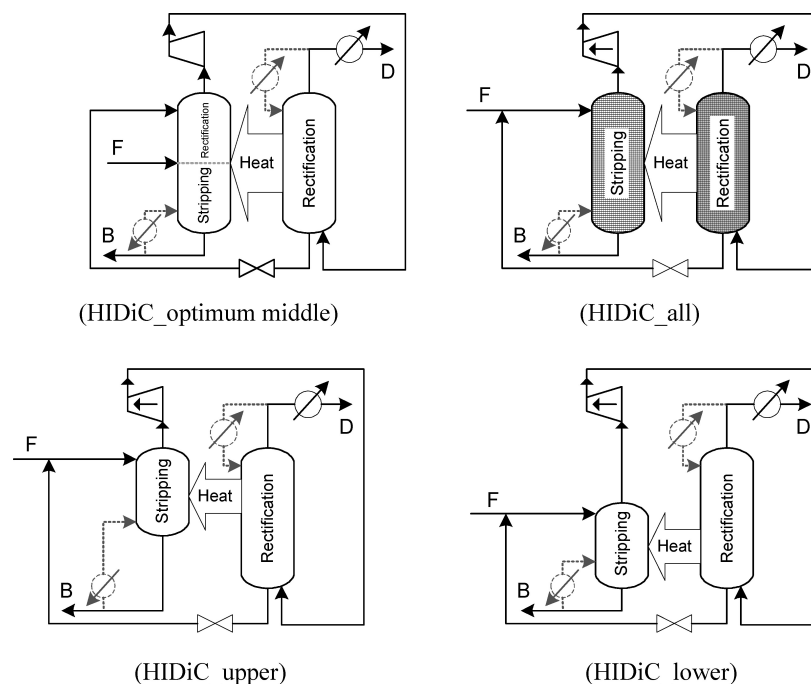 D
F
Rectification
Stripping
Heat
Rectification
B
(HIDiC_optimum middle)
D
F
Stripping
Heat
Rectification
B
(HIDiC_all)
D
F
Stripping
Heat
Rectification
B
(HIDiC_upper)
D
F
Stripping
Heat
Rectification
B
(HIDiC_lower)